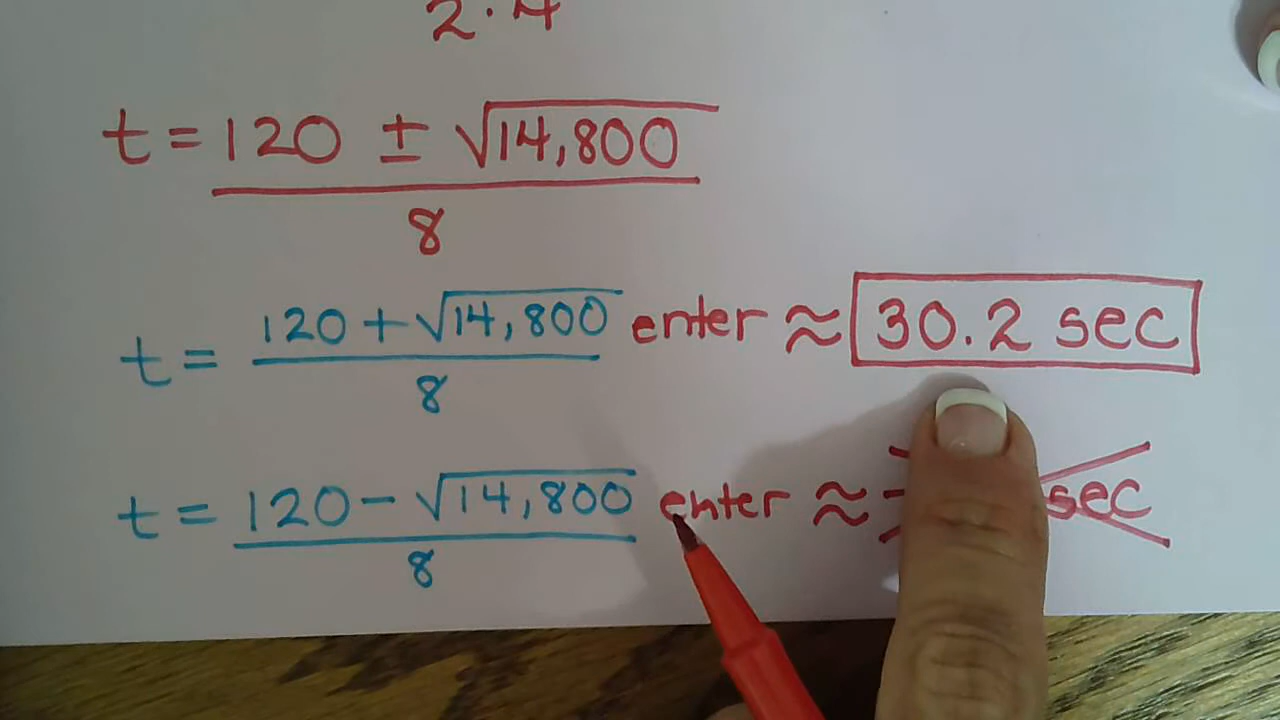 2 · 4
t = 120 ± √14,800
8
t = 120 + √14,800 enter ≈ 30.2 sec
8
t = 120 - √14,800 enter ≈ - sec
8